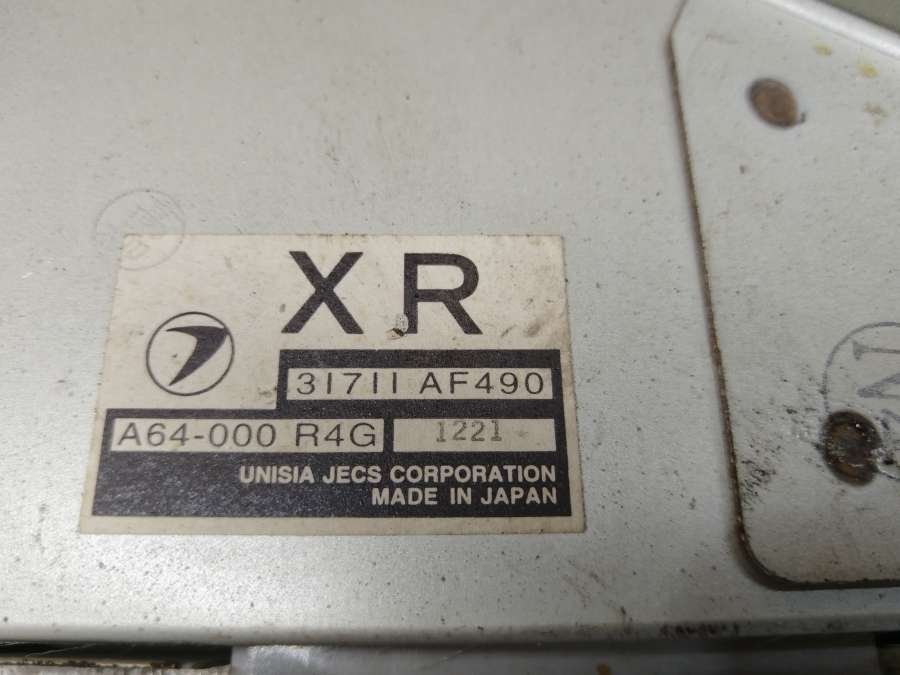 XR
31711 AF490
A64-000 R4G 1221
UNISIA JECS CORPORATION
MADE IN JAPAN